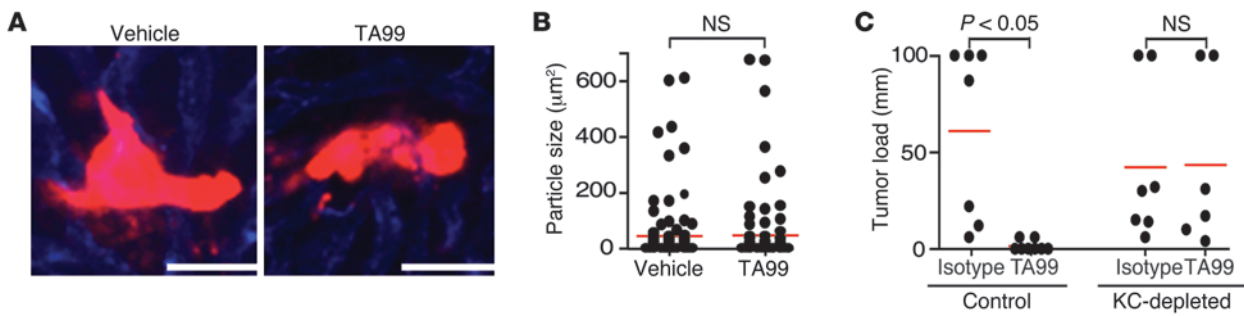 A
Vehicle
TA99
B
NS
Particle size (μm²)
600
400
200
0
Vehicle
TA99
C
P < 0.05
NS
Tumor load (mm)
100
50
0
Isotype TA99
Isotype TA99
Control
KC-depleted